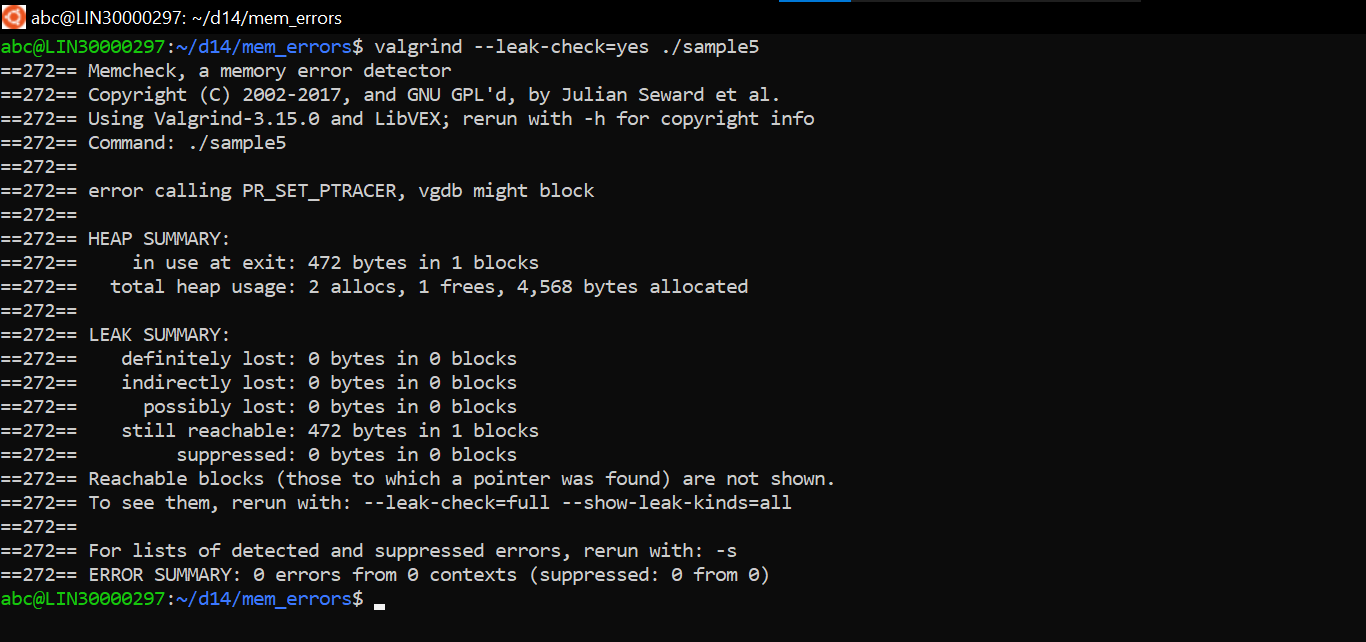 abc@LIN30000297: ~/d14/mem_errors
abc@LIN30000297:~/d14/mem_errors$ valgrind --leak-check=yes ./sample5
==272== Memcheck, a memory error detector
==272== Copyright (C) 2002-2017, and GNU GPL'd, by Julian Seward et al.
==272== Using Valgrind-3.15.0 and LibVEX; rerun with -h for copyright info
==272== Command: ./sample5
==272==
==272== error calling PR_SET_PTRACER, vgdb might block
==272==
==272== HEAP SUMMARY:
==272==     in use at exit: 472 bytes in 1 blocks
==272==   total heap usage: 2 allocs, 1 frees, 4,568 bytes allocated
==272==
==272== LEAK SUMMARY:
==272==    definitely lost: 0 bytes in 0 blocks
==272==    indirectly lost: 0 bytes in 0 blocks
==272==      possibly lost: 0 bytes in 0 blocks
==272==    still reachable: 472 bytes in 1 blocks
==272==         suppressed: 0 bytes in 0 blocks
==272== Reachable blocks (those to which a pointer was found) are not shown.
==272== To see them, rerun with: --leak-check=full --show-leak-kinds=all
==272==
==272== For lists of detected and suppressed errors, rerun with: -s
==272== ERROR SUMMARY: 0 errors from 0 contexts (suppressed: 0 from 0)
abc@LIN30000297:~/d14/mem_errors$